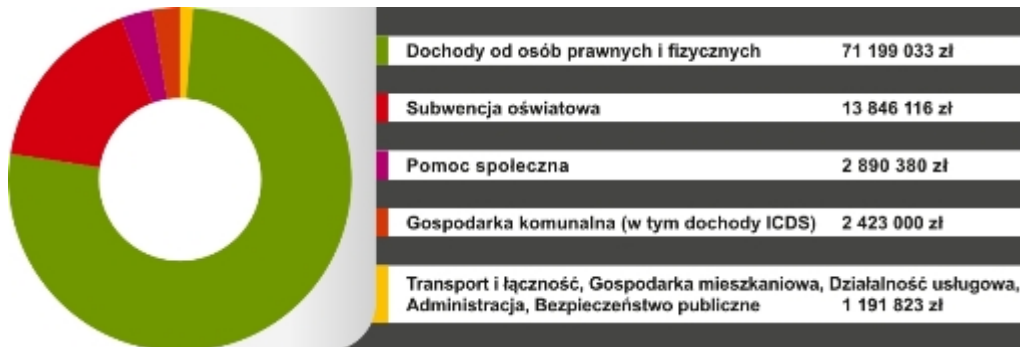 Dochody od osób prawnych i fizycznych 71 199 033 zł
Subwencja oświatowa 13 846 116 zł
Pomoc społeczna 2 890 380 zł
Gospodarka komunalna (w tym dochody ICDS) 2 423 000 zł
Transport i łączność, Gospodarka mieszkaniowa, Działalność usługowa,
Administracja, Bezpieczeństwo publiczne 1 191 823 zł